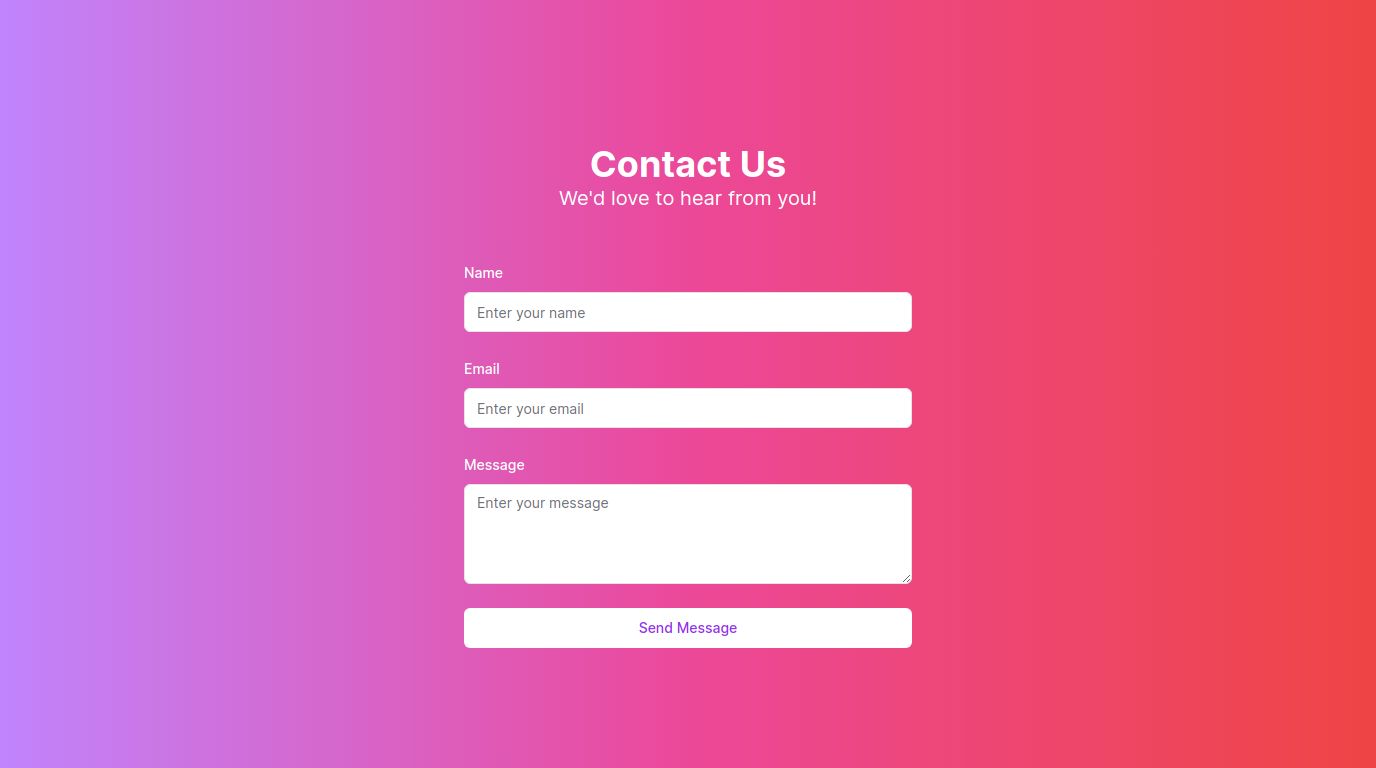 Contact Us
We'd love to hear from you!
Name
Enter your name
Email
Enter your email
Message
Enter your message
Send Message